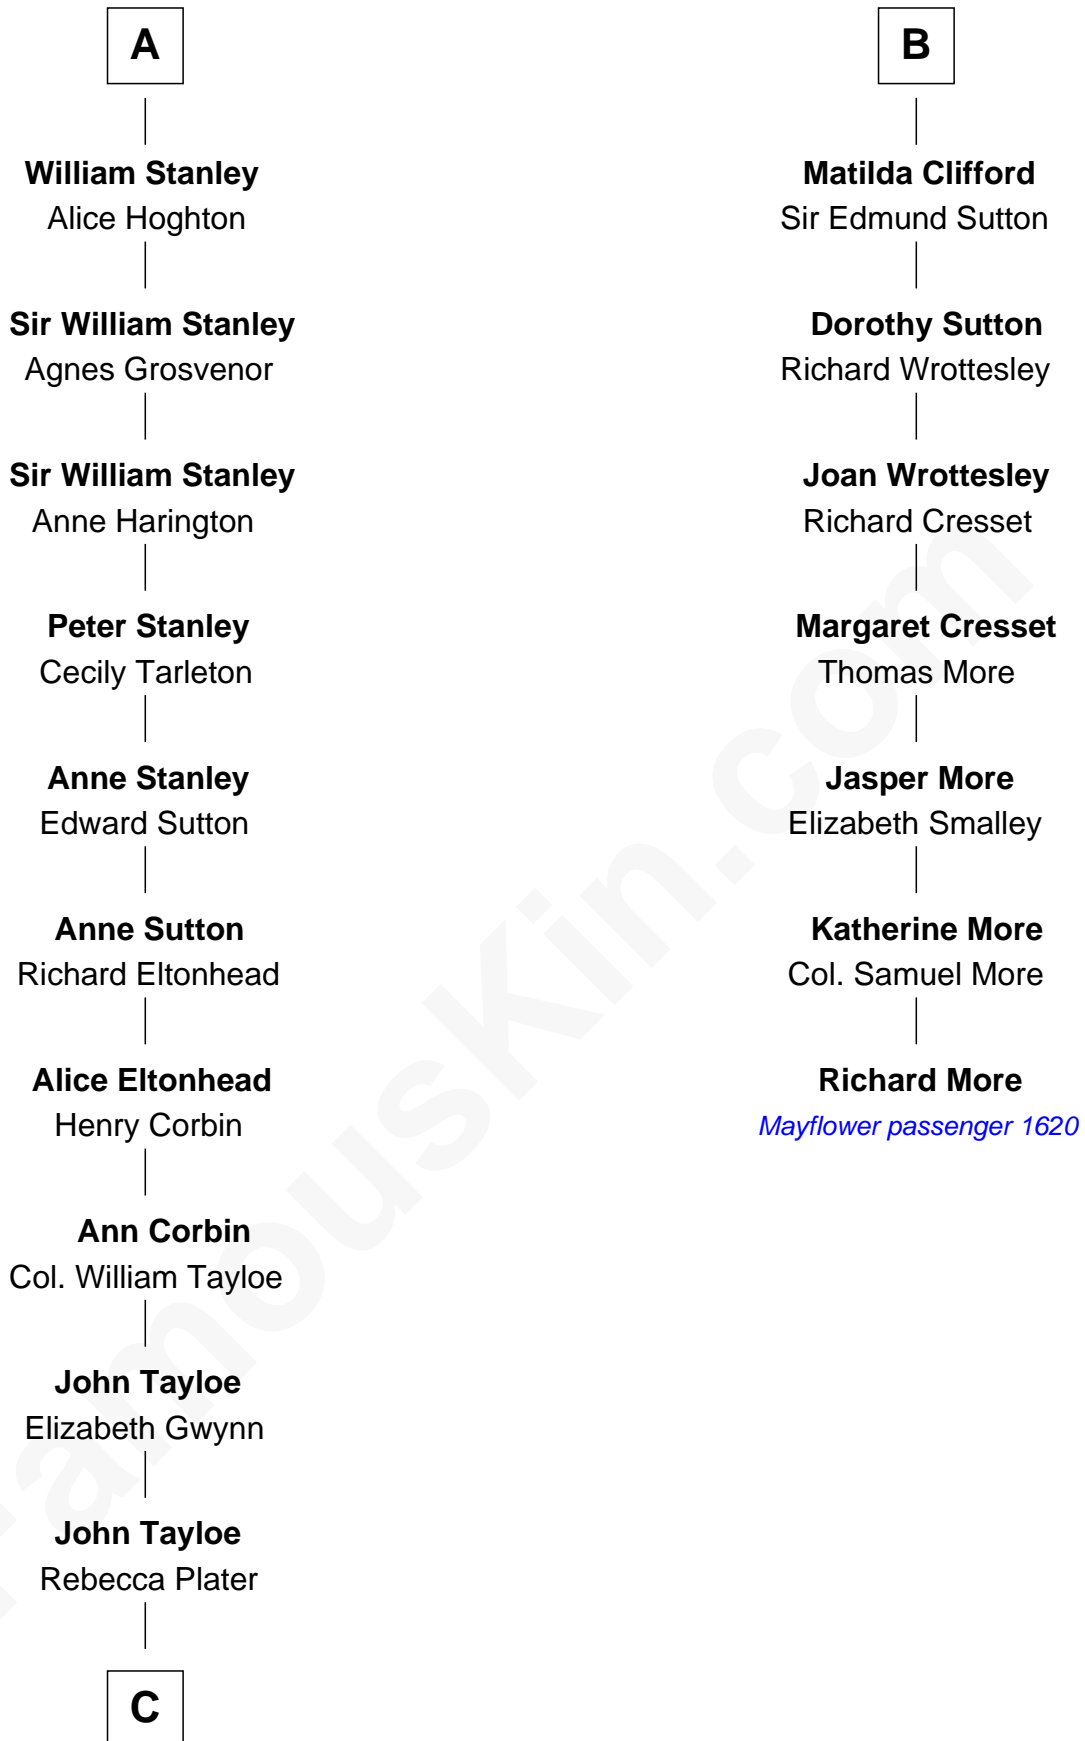 A
William Stanley
Alice Hoghton
Sir William Stanley
Agnes Grosvenor
Sir William Stanley
Anne Harington
Peter Stanley
Cecily Tarleton
Anne Stanley
Edward Sutton
Anne Sutton
Richard Eltonhead
Alice Eltonhead
Henry Corbin
Ann Corbin
Col. William Tayloe
John Tayloe
Elizabeth Gwynn
John Tayloe
Rebecca Plater
C
B
Matilda Clifford
Sir Edmund Sutton
Dorothy Sutton
Richard Wrottesley
Joan Wrottesley
Richard Cresset
Margaret Cresset
Thomas More
Jasper More
Elizabeth Smalley
Katherine More
Col. Samuel More
Richard More
Mayflower passenger 1620
FamousKin.com